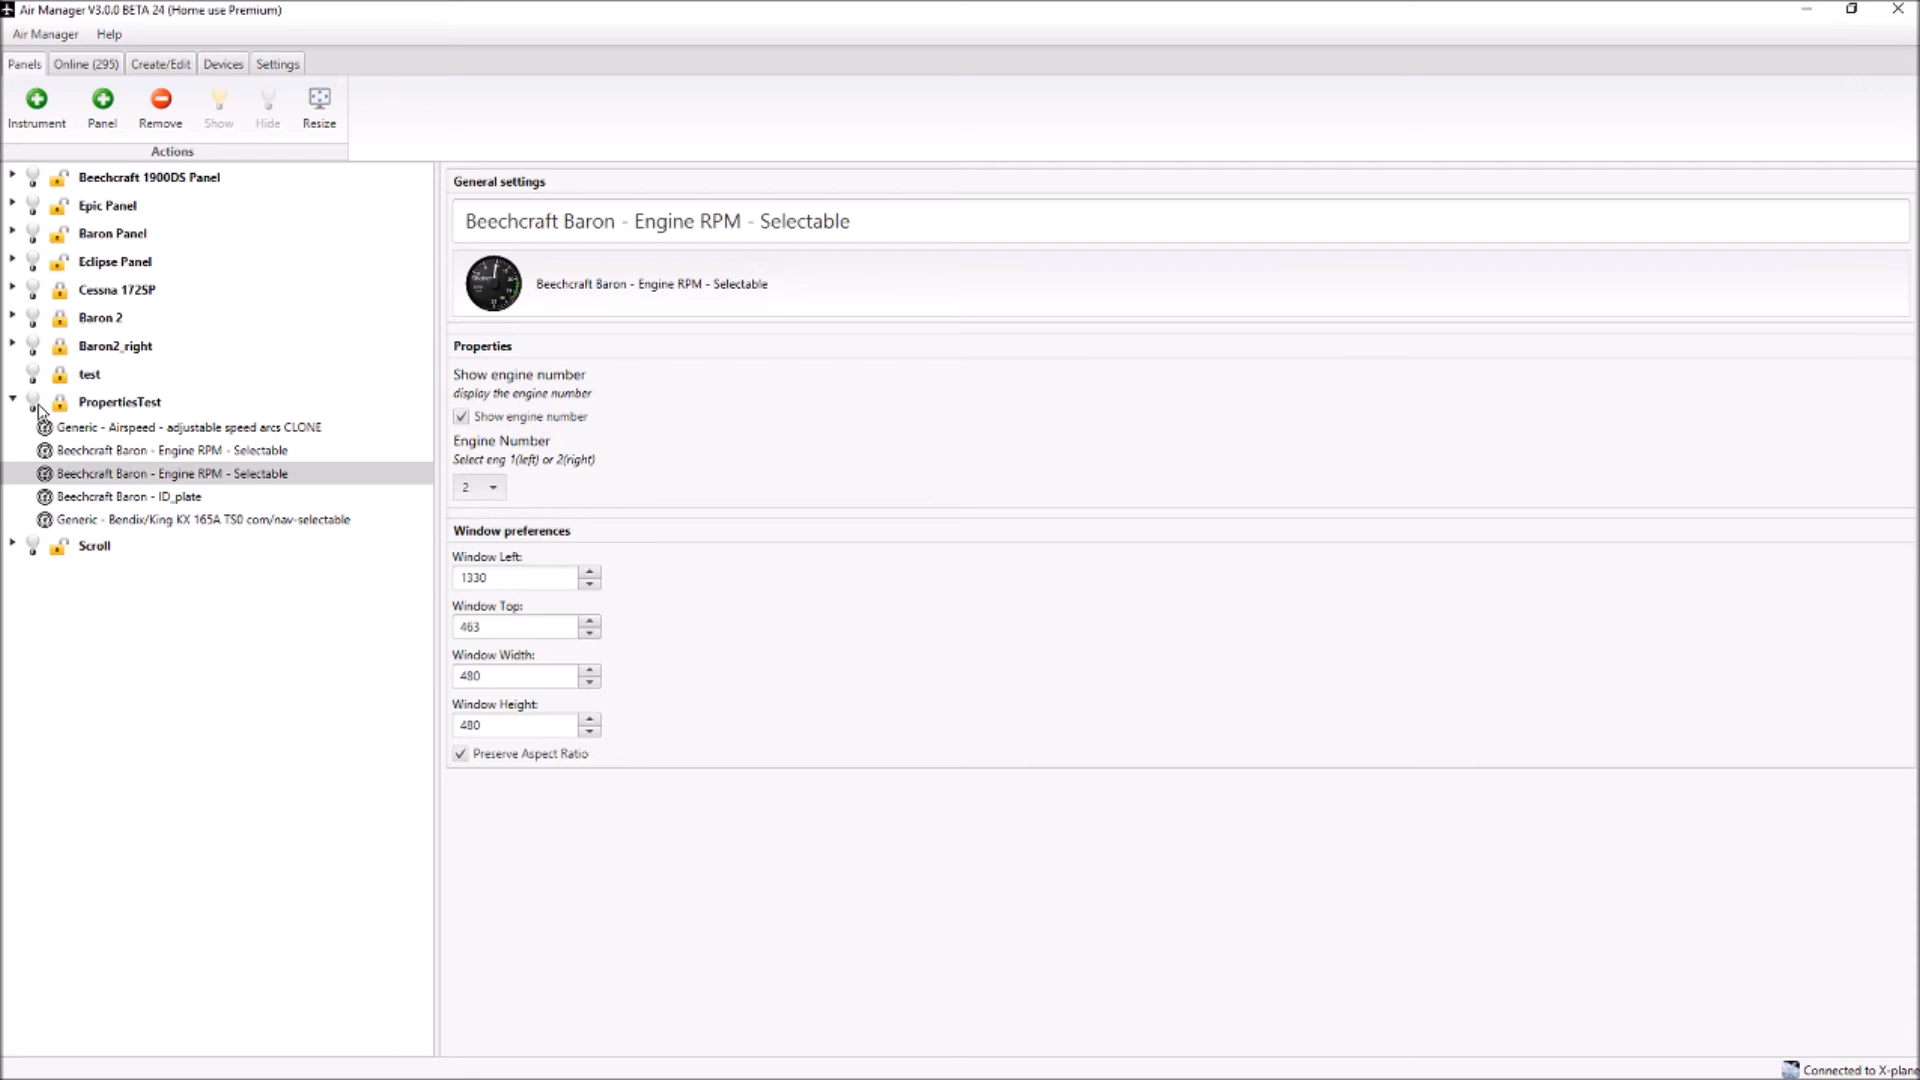 Air Manager V3.0.0 BETA 24 (Home use Premium)
Air Manager Help
Panels Online (295) Create/Edit Devices Settings
Instrument Panel Remove Show Hide Resize
Actions
Beechcraft 1900DS Panel
Epic Panel
Baron Panel
Eclipse Panel
Cessna 172SP
Baron 2
Baron2_right
test
PropertiesTest
Generic - Airspeed - adjustable speed arcs CLONE
Beechcraft Baron - Engine RPM - Selectable
Beechcraft Baron - Engine RPM - Selectable
Beechcraft Baron - ID_plate
Generic - Bendix/King KX 165A TS0 com/nav-selectable
Scroll
General settings
Beechcraft Baron - Engine RPM - Selectable
Beechcraft Baron - Engine RPM - Selectable
Properties
Show engine number
display the engine number
Show engine number
Engine Number
Select eng 1(left) or 2(right)
2
Window preferences
Window Left:
1330
Window Top:
463
Window Width:
480
Window Height:
480
Preserve Aspect Ratio
Connected to X-plane